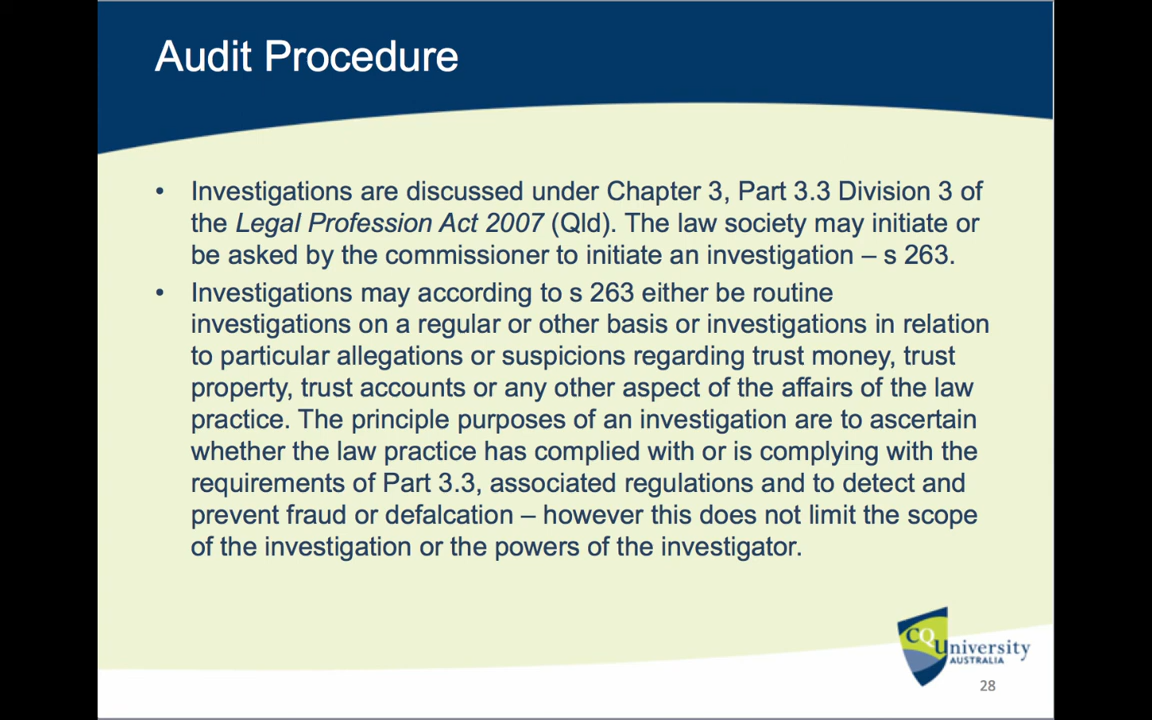 Audit Procedure
• Investigations are discussed under Chapter 3, Part 3.3 Division 3 of
the Legal Profession Act 2007 (Qld). The law society may initiate or
be asked by the commissioner to initiate an investigation – s 263.
• Investigations may according to s 263 either be routine
investigations on a regular or other basis or investigations in relation
to particular allegations or suspicions regarding trust money, trust
property, trust accounts or any other aspect of the affairs of the law
practice. The principle purposes of an investigation are to ascertain
whether the law practice has complied with or is complying with the
requirements of Part 3.3, associated regulations and to detect and
prevent fraud or defalcation – however this does not limit the scope
of the investigation or the powers of the investigator.
CQUniversity
AUSTRALIA
28